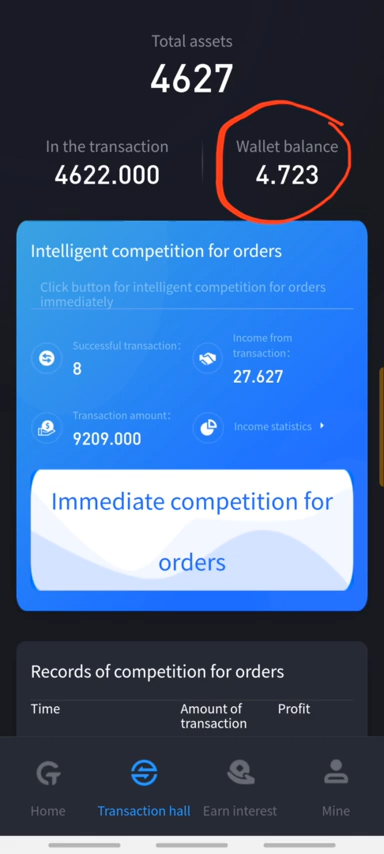 Total assets
4627
In the transaction
Wallet balance
4622.000
4.723
Intelligent competition for orders
Click button for intelligent competition for orders
immediately
Successful transaction:
8
Income from
transaction:
27.627
Transaction amount:
9209.000
Income statistics
Immediate competition for
orders
Records of competition for orders
Time
Amount of
transaction
Profit
Home
Transaction hall
Earn interest
Mine